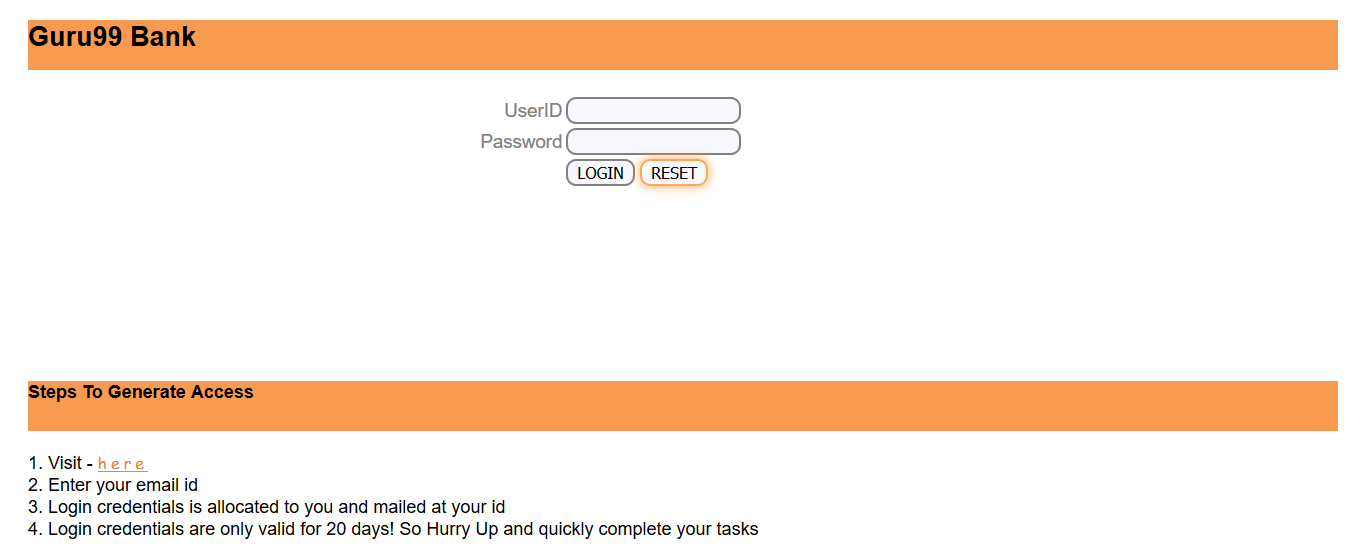 Guru99 Bank
UserID
Password
LOGIN RESET
Steps To Generate Access
1. Visit - here
2. Enter your email id
3. Login credentials is allocated to you and mailed at your id
4. Login credentials are only valid for 20 days! So Hurry Up and quickly complete your tasks